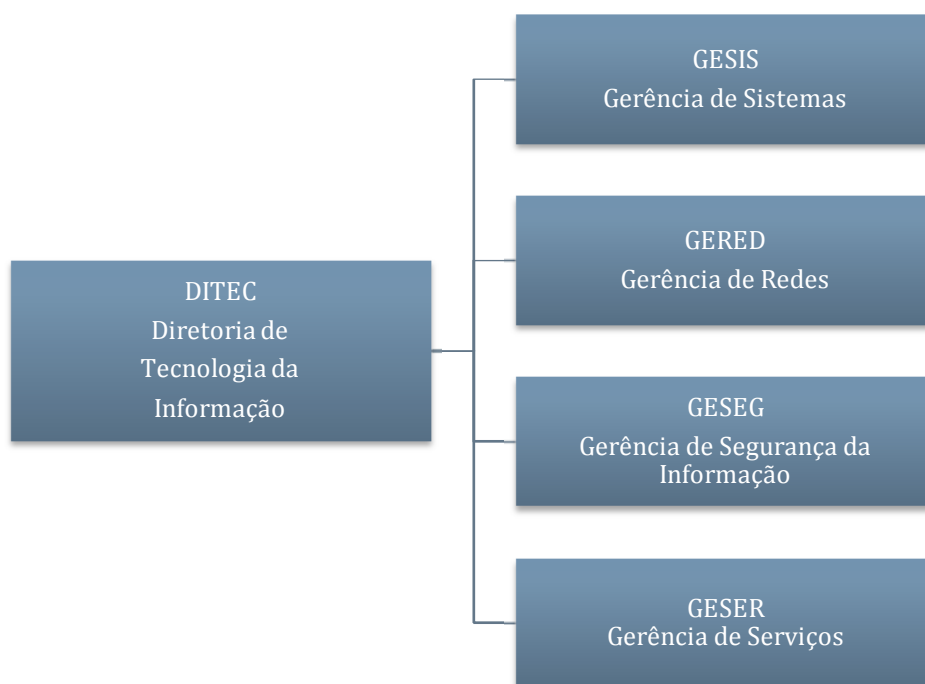 DITEC
Diretoria de
Tecnologia da
Informação
GESIS
Gerência de Sistemas
GERED
Gerência de Redes
GESEG
Gerência de Segurança da
Informação
GESER
Gerência de Serviços